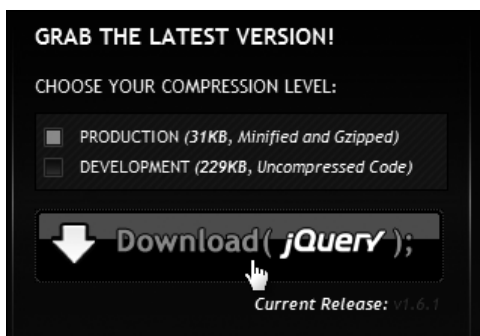 GRAB THE LATEST VERSION!
CHOOSE YOUR COMPRESSION LEVEL:
PRODUCTION (31KB, Minified and Gzipped)
DEVELOPMENT (229KB, Uncompressed Code)
Download( jQuery );
Current Release: v1.6.1